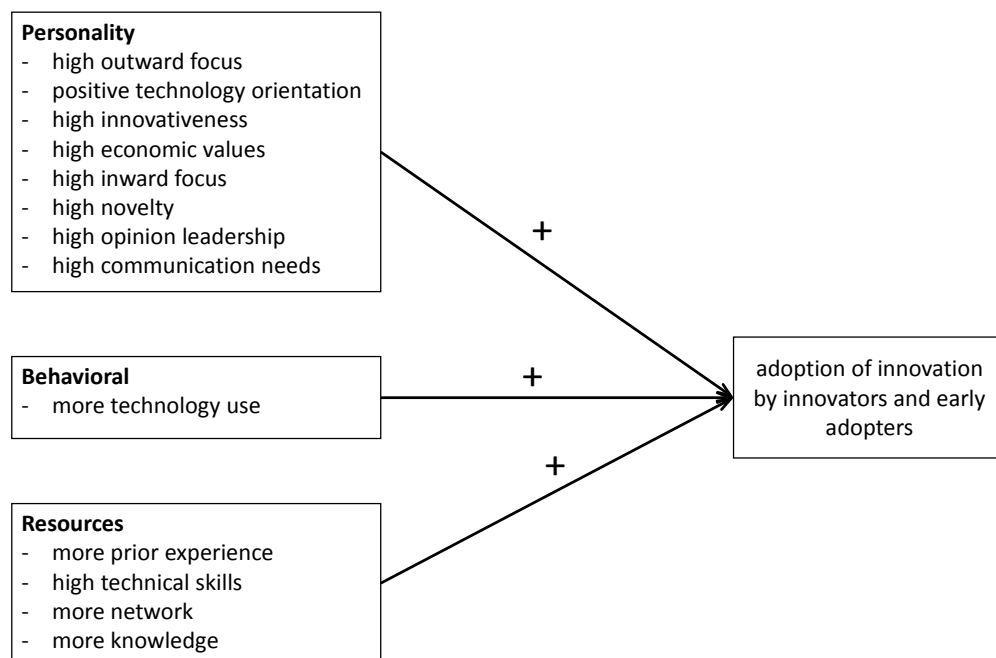 Personality
- high outward focus
- positive technology orientation
- high innovativeness
- high economic values
- high inward focus
- high novelty
- high opinion leadership
- high communication needs
+
Behavioral
- more technology use
+
adoption of innovation
by innovators and early
adopters
+
Resources
- more prior experience
- high technical skills
- more network
- more knowledge